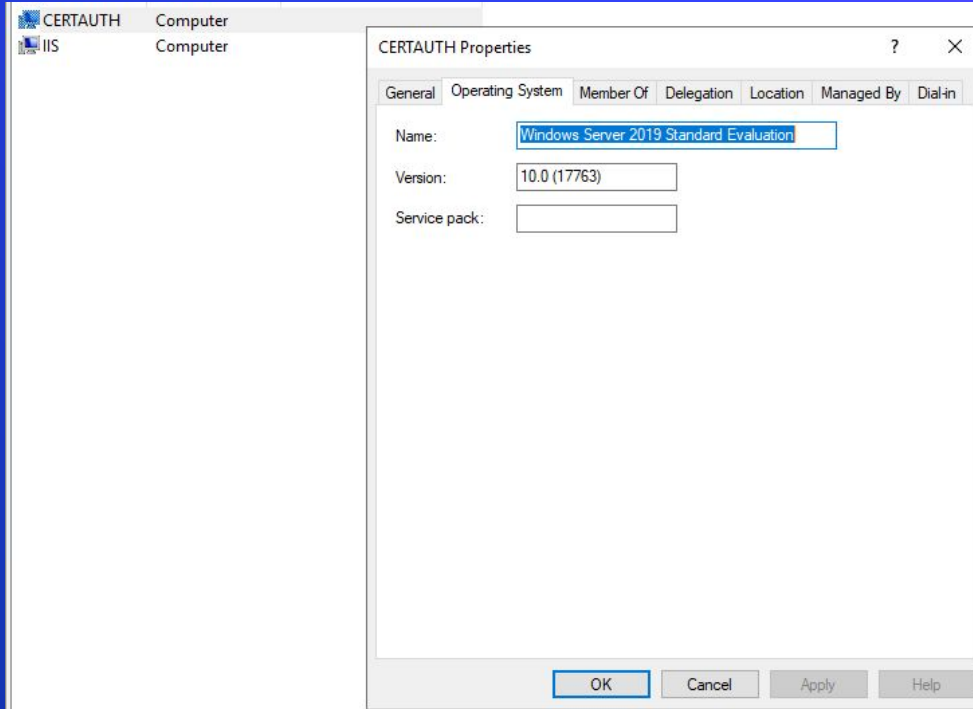 CERTAUTH Computer
IIS Computer
CERTAUTH Properties ? ✕
General Operating System Member Of Delegation Location Managed By Dial-in
Name: Windows Server 2019 Standard Evaluation
Version: 10.0 (17763)
Service pack:
OK Cancel Apply Help